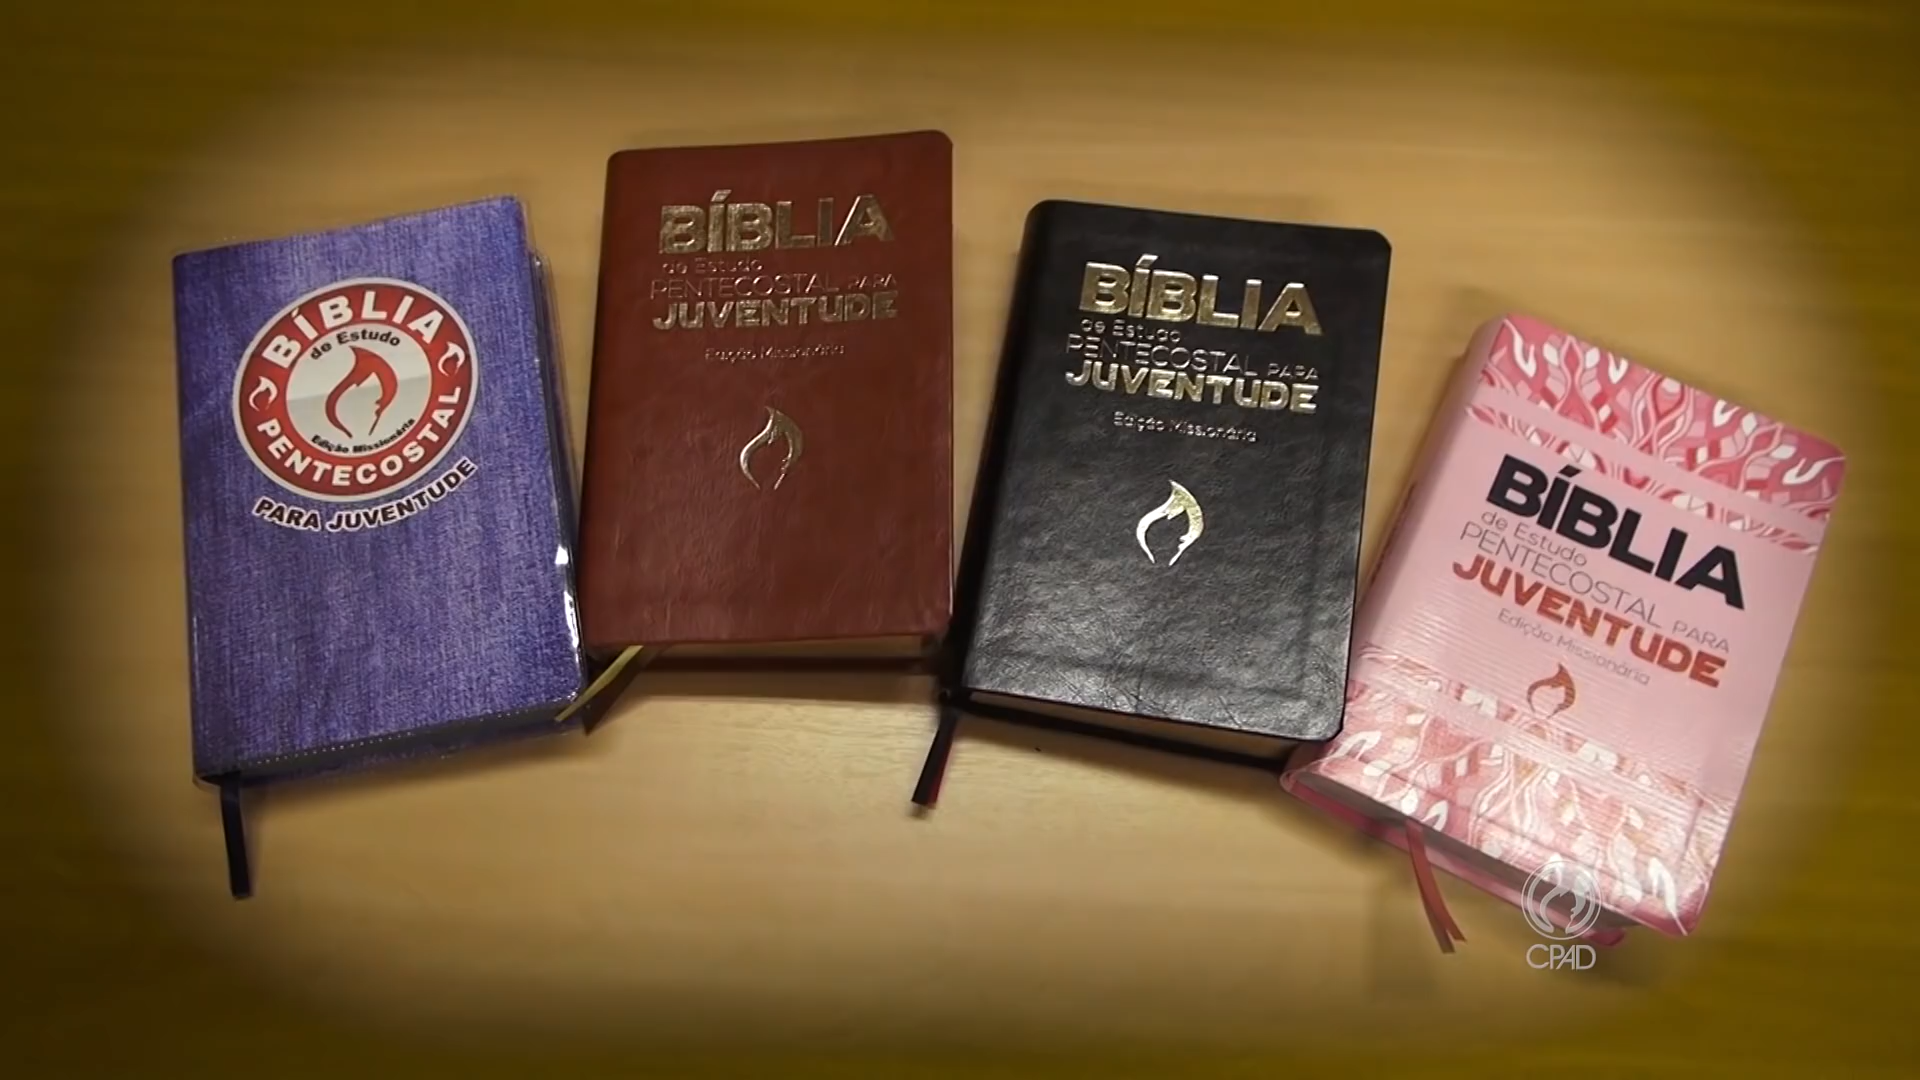 BÍBLIA
de Estudo
Edição Missionária
PENTECOSTAL
PARA JUVENTUDE
BÍBLIA
de Estudo
PENTECOSTAL PARA
JUVENTUDE
Edição Missionária
BÍBLIA
de Estudo
PENTECOSTAL PARA
JUVENTUDE
Edição Missionária
BÍBLIA
de Estudo
PENTECOSTAL PARA
JUVENTUDE
Edição Missionária
CPAD